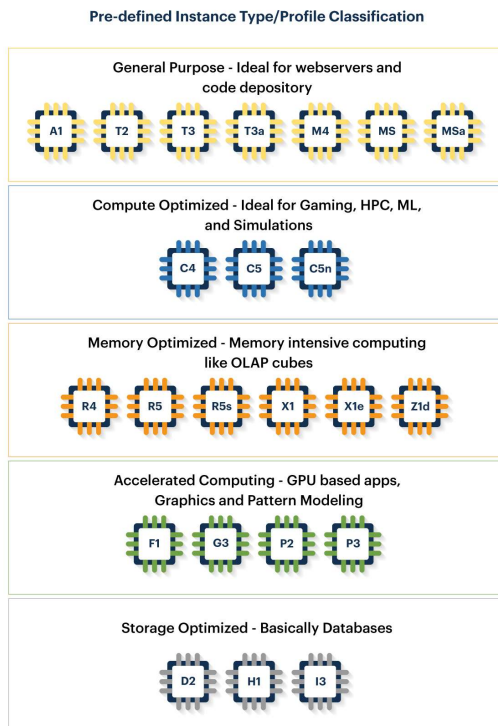 Pre-defined Instance Type/Profile Classification
General Purpose - Ideal for webservers and
code depository
A1 T2 T3 T3a M4 MS MSa
Compute Optimized - Ideal for Gaming, HPC, ML,
and Simulations
C4 C5 C5n
Memory Optimized - Memory intensive computing
like OLAP cubes
R4 R5 R5s X1 X1e Z1d
Accelerated Computing - GPU based apps,
Graphics and Pattern Modeling
F1 G3 P2 P3
Storage Optimized - Basically Databases
D2 H1 I3